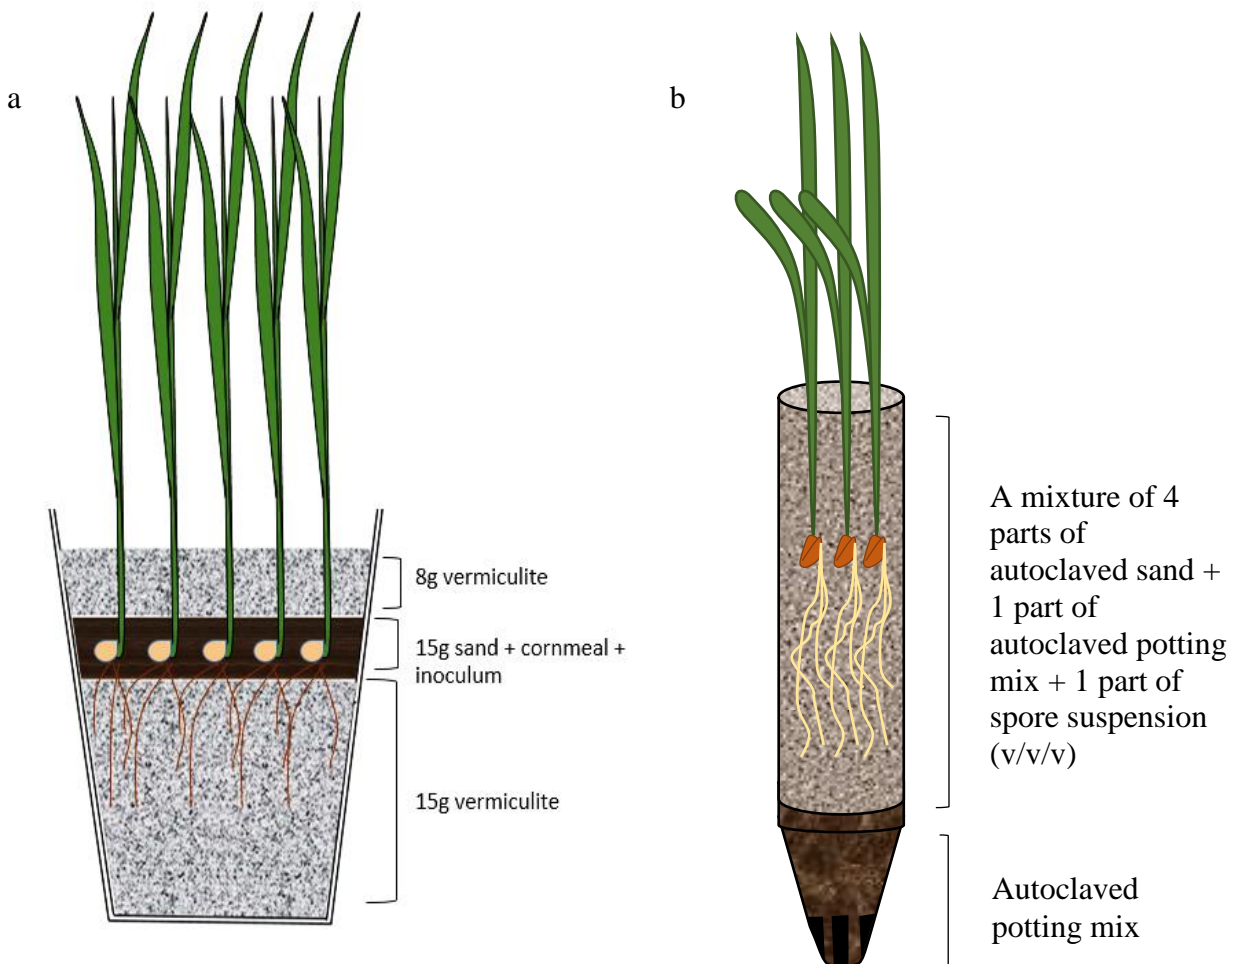 a
8g vermiculite
15g sand + cornmeal +
inoculum
15g vermiculite
b
A mixture of 4
parts of
autoclaved sand +
1 part of
autoclaved potting
mix + 1 part of
spore suspension
(v/v/v)
Autoclaved
potting mix